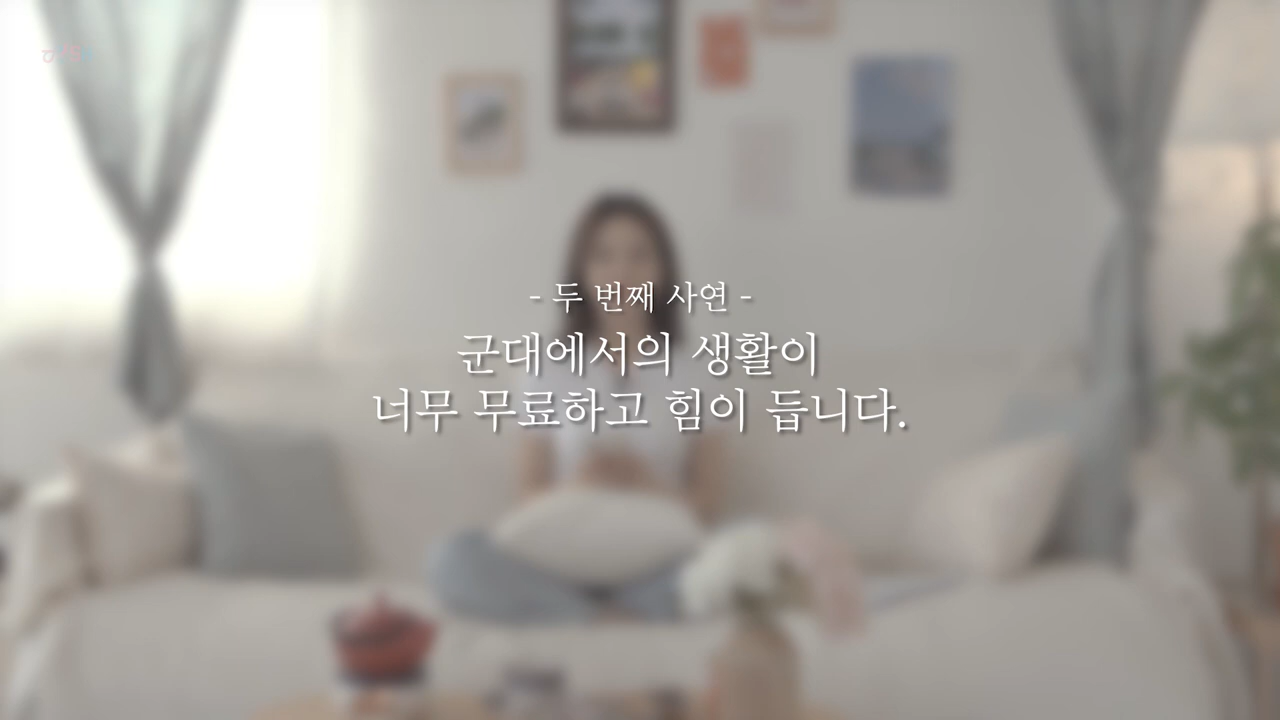 - 두 번째 사연 -
군대에서의 생활이
너무 무료하고 힘이 듭니다.